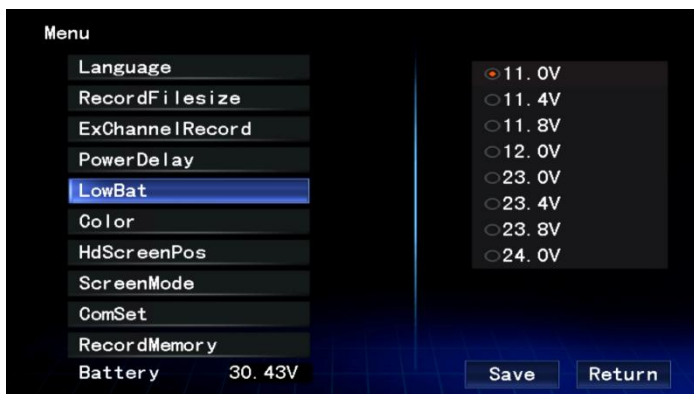 Menu
Language
RecordFilesize
ExChannelRecord
PowerDelay
LowBat
Color
HdScreenPos
ScreenMode
ComSet
RecordMemory
Battery 30.43V
11.0V
11.4V
11.8V
12.0V
23.0V
23.4V
23.8V
24.0V
Save Return